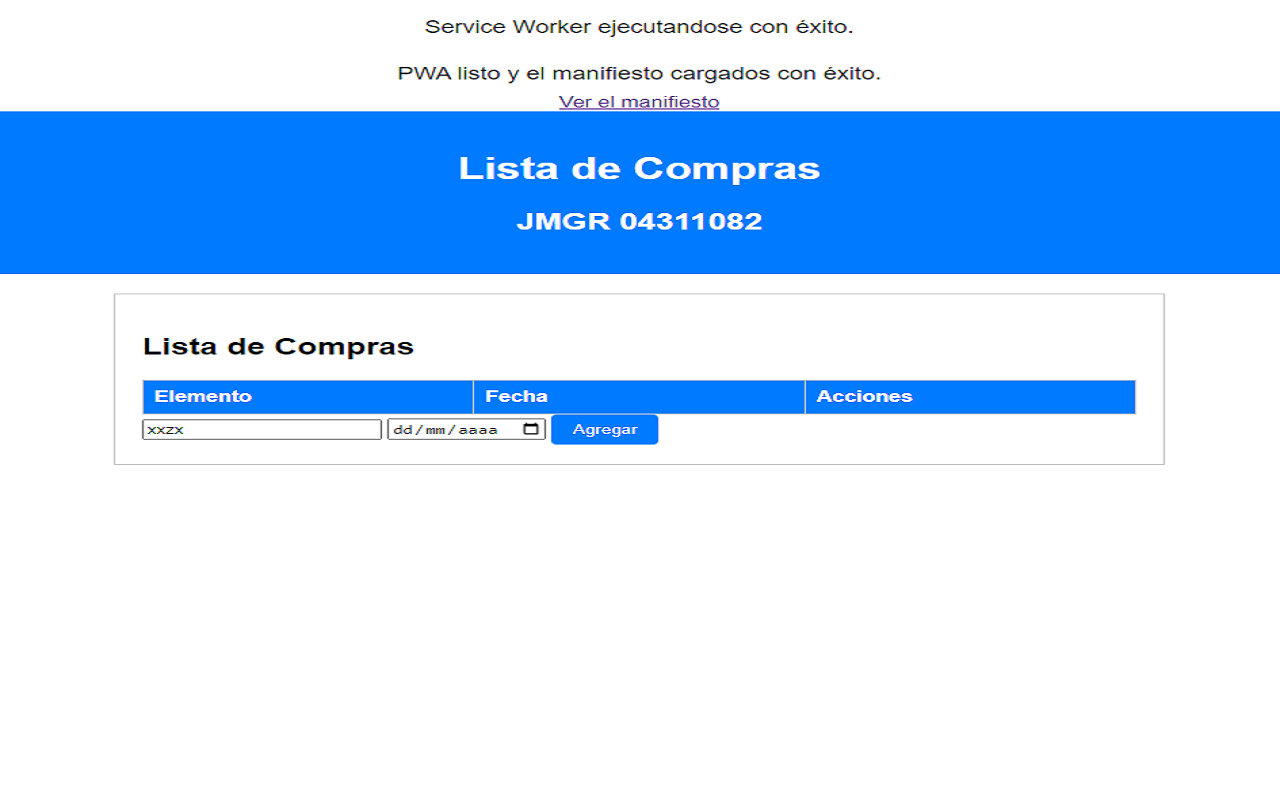 Service Worker ejecutandose con éxito.
PWA listo y el manifiesto cargados con éxito.
Ver el manifiesto
Lista de Compras
JMGR 04311082
Lista de Compras
Elemento Fecha Acciones
xxzx dd/mm/aaaa Agregar